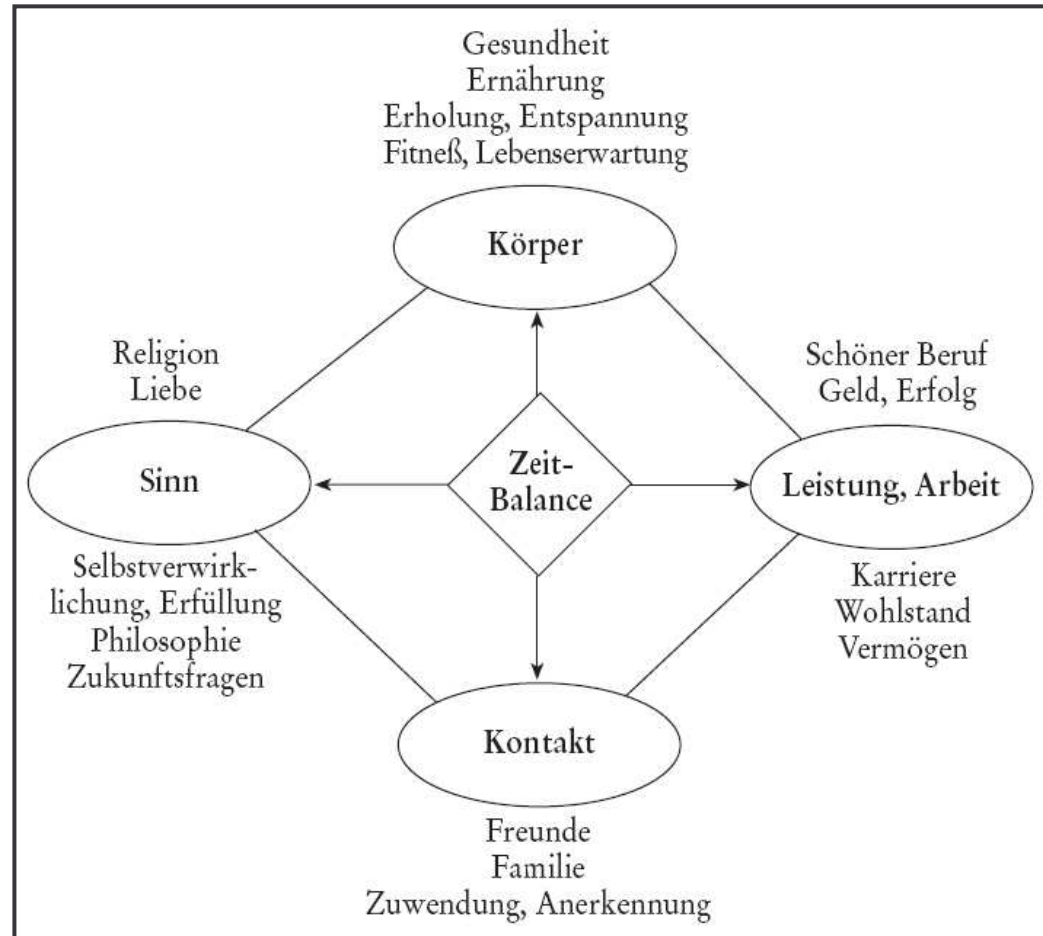 Gesundheit
Ernährung
Erholung, Entspannung
Fitneß, Lebenserwartung
Körper
Religion
Liebe
Sinn
Selbstverwirk-
lichung, Erfüllung
Philosophie
Zukunftsfragen
Zeit-
Balance
Schöner Beruf
Geld, Erfolg
Leistung, Arbeit
Karriere
Wohlstand
Vermögen
Kontakt
Freunde
Familie
Zuwendung, Anerkennung